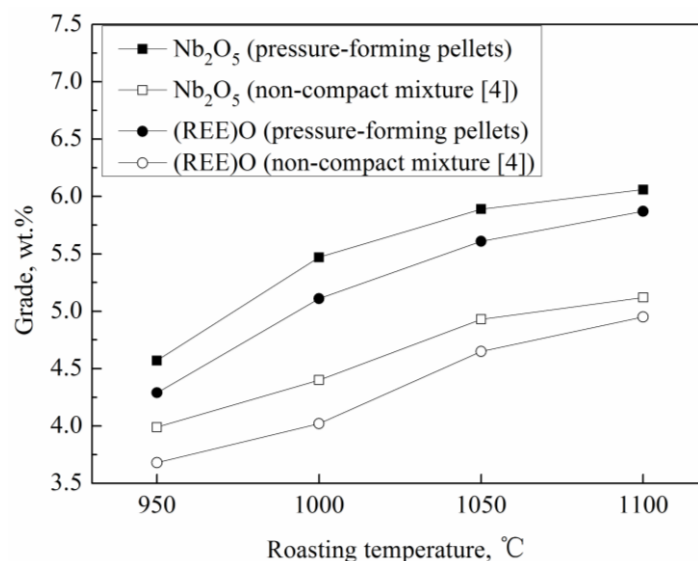 7.5
7.0
6.5
6.0
5.5
5.0
4.5
4.0
3.5
Grade, wt.%
Nb₂O₅ (pressure-forming pellets)
Nb₂O₅ (non-compact mixture [4])
(REE)O (pressure-forming pellets)
(REE)O (non-compact mixture [4])
950 1000 1050 1100
Roasting temperature, ℃